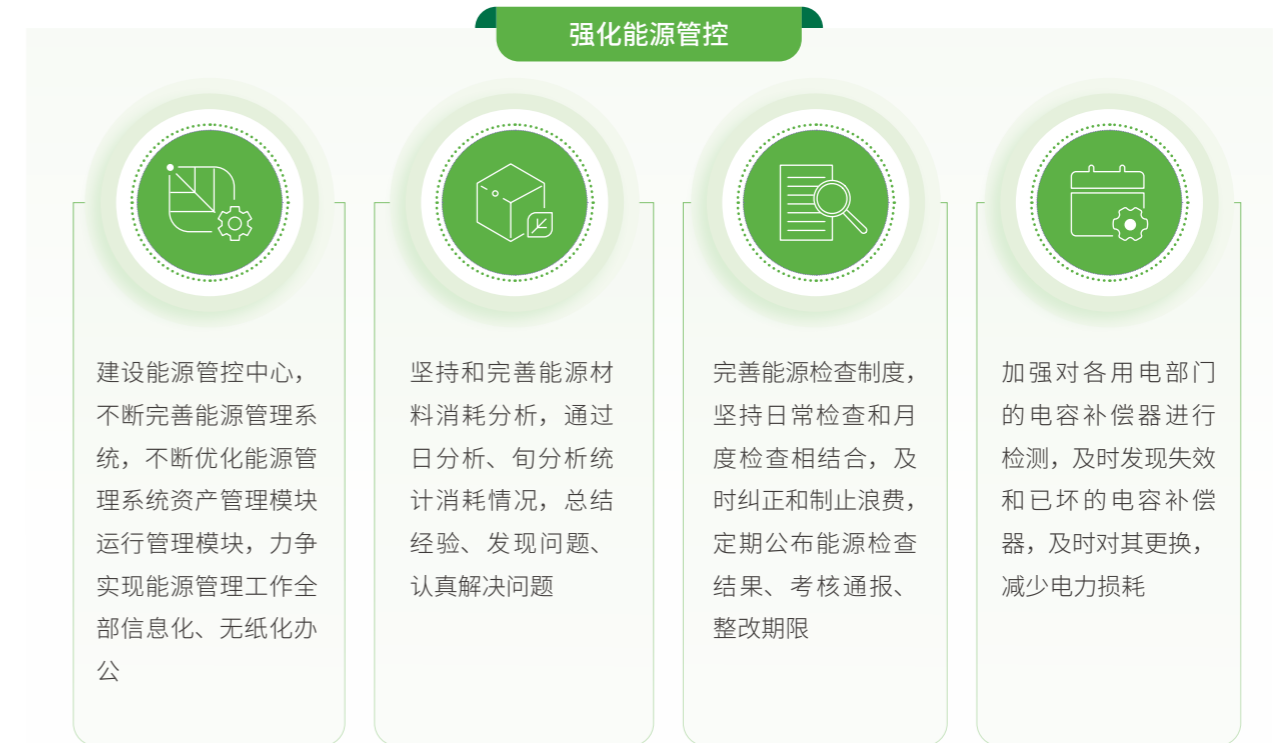 强化能源管控
建设能源管控中心，
不断完善能源管理系
统，不断优化能源管
理系统资产管理模块
运行管理模块，力争
实现能源管理工作全
部信息化、无纸化办
公
坚持和完善能源材
料消耗分析，通过
日分析、旬分析统
计消耗情况，总结
经验、发现问题、
认真解决问题
完善能源检查制度，
坚持日常检查和月
度检查相结合，及
时纠正和制止浪费，
定期公布能源检查
结果、考核通报、
整改期限
加强对各用电部门
的电容补偿器进行
检测，及时发现失效
和已坏的电容补偿
器，及时对其更换，
减少电力损耗